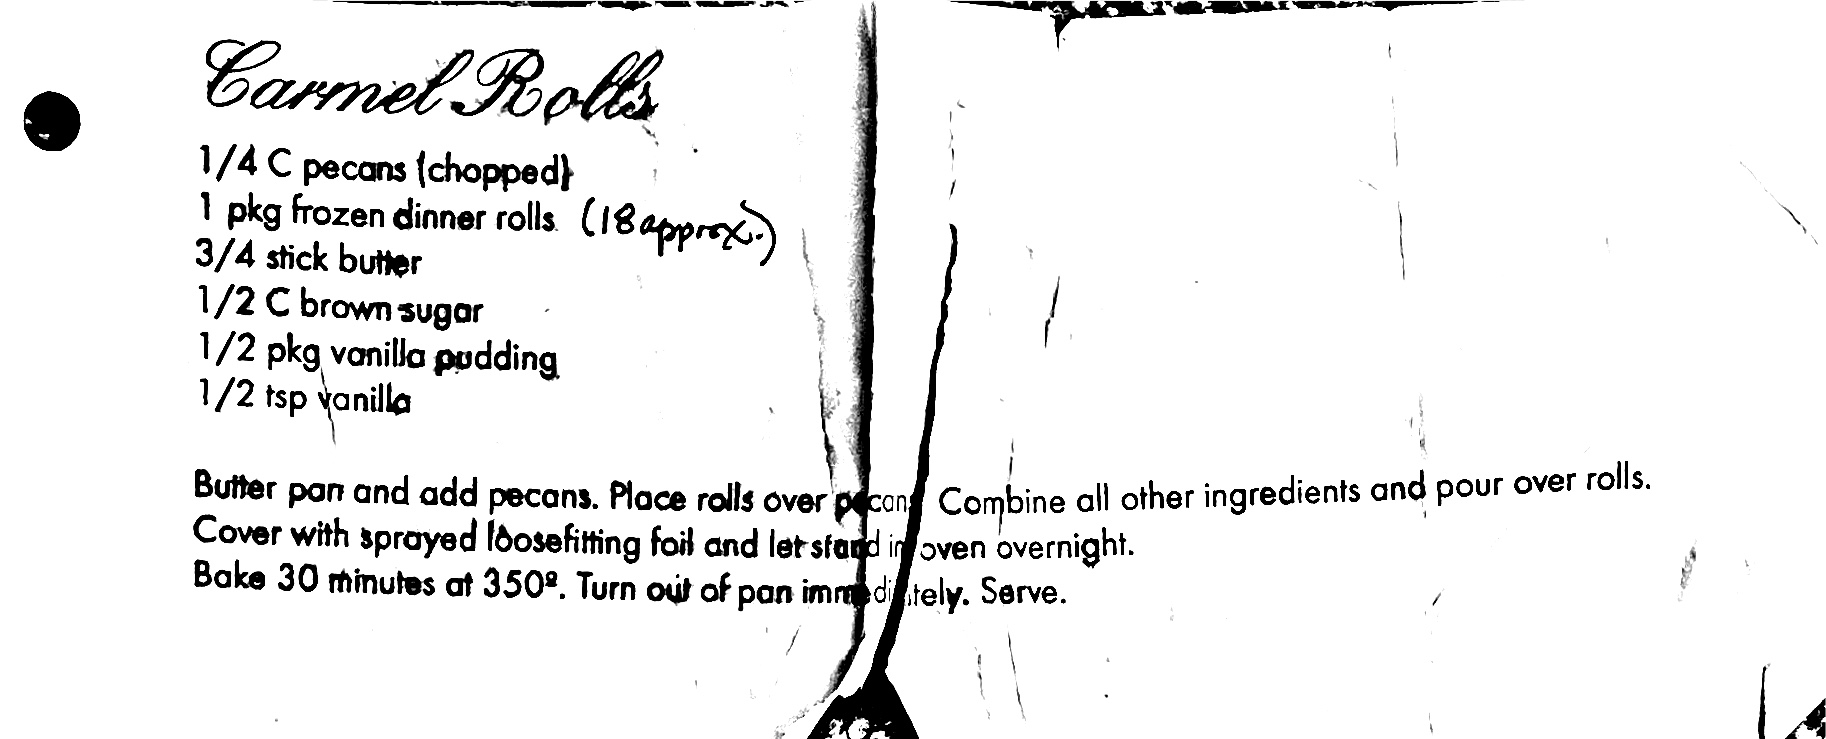 Carmel Rolls
1/4 C pecans (chopped)
1 pkg frozen dinner rolls (18 approx.)
3/4 stick butter
1/2 C brown sugar
1/2 pkg vanilla pudding
1/2 tsp vanilla
Butter pan and add pecans. Place rolls over pecans Combine all other ingredients and pour over rolls.
Cover with sprayed loosefitting foil and let stand in oven overnight.
Bake 30 minutes at 350º. Turn out of pan immediately. Serve.